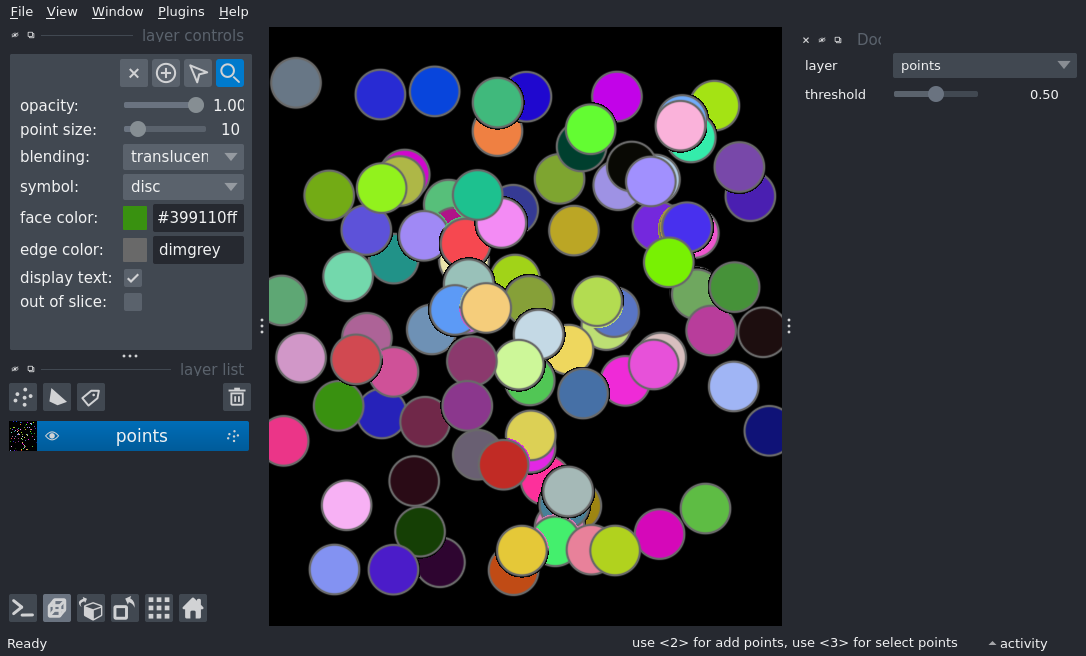 File View Window Plugins Help
layer controls
opacity: 1.00
point size: 10
blending: translucen
symbol: disc
face color: #399110ff
edge color: dimgrey
display text:
out of slice:
layer list
points
Doc
layer points
threshold 0.50
Ready
use <2> for add points, use <3> for select points
activity